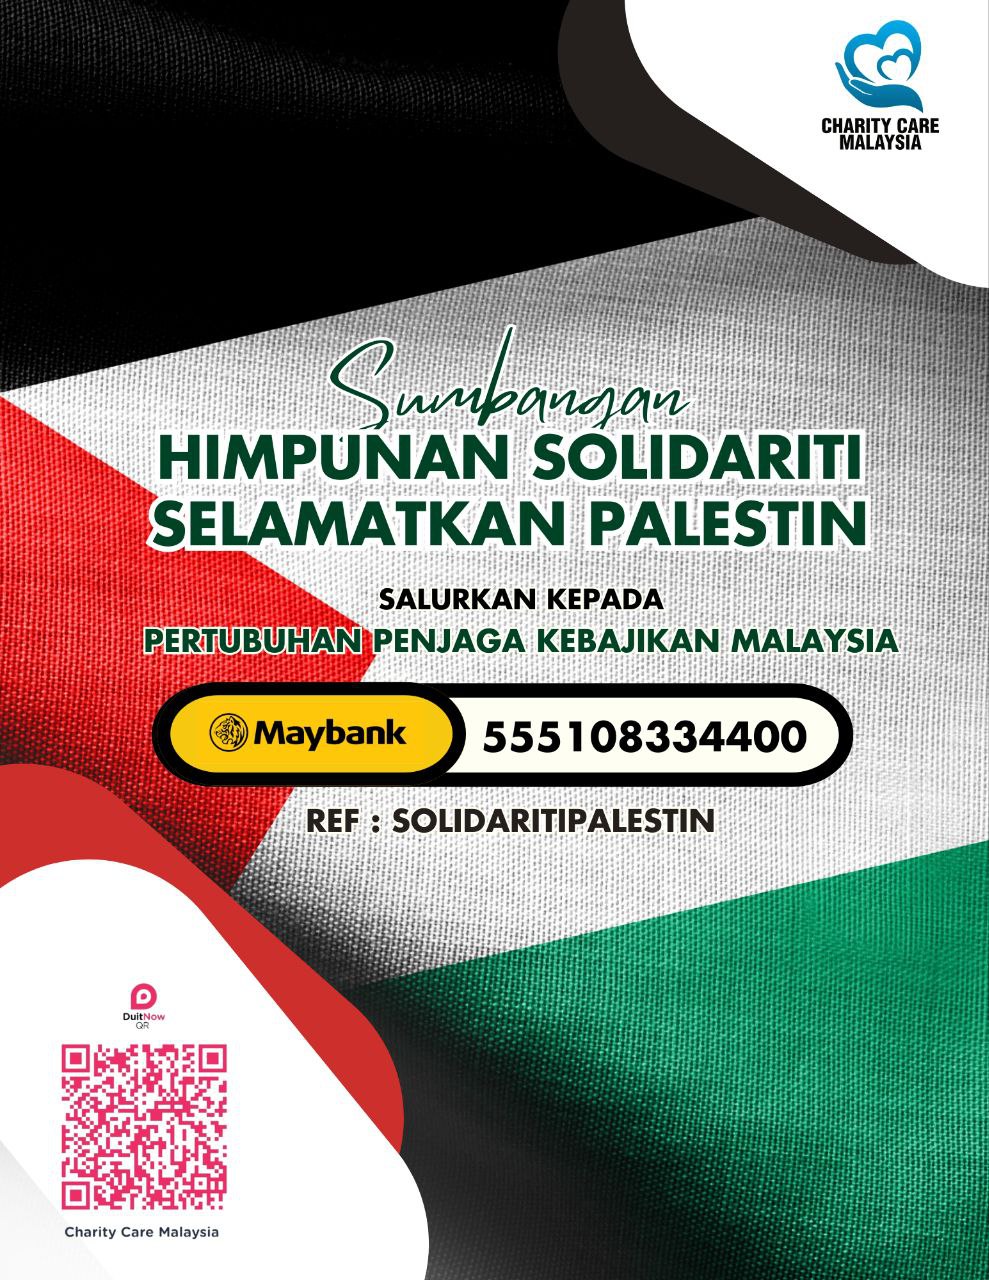 CHARITY CARE
MALAYSIA
Sumbangan
HIMPUNAN SOLIDARITI
SELAMATKAN PALESTIN
SALURKAN KEPADA
PERTUBUHAN PENJAGA KEBAJIKAN MALAYSIA
Maybank 555108334400
REF : SOLIDARITIPALESTIN
DuitNow
QR
Charity Care Malaysia